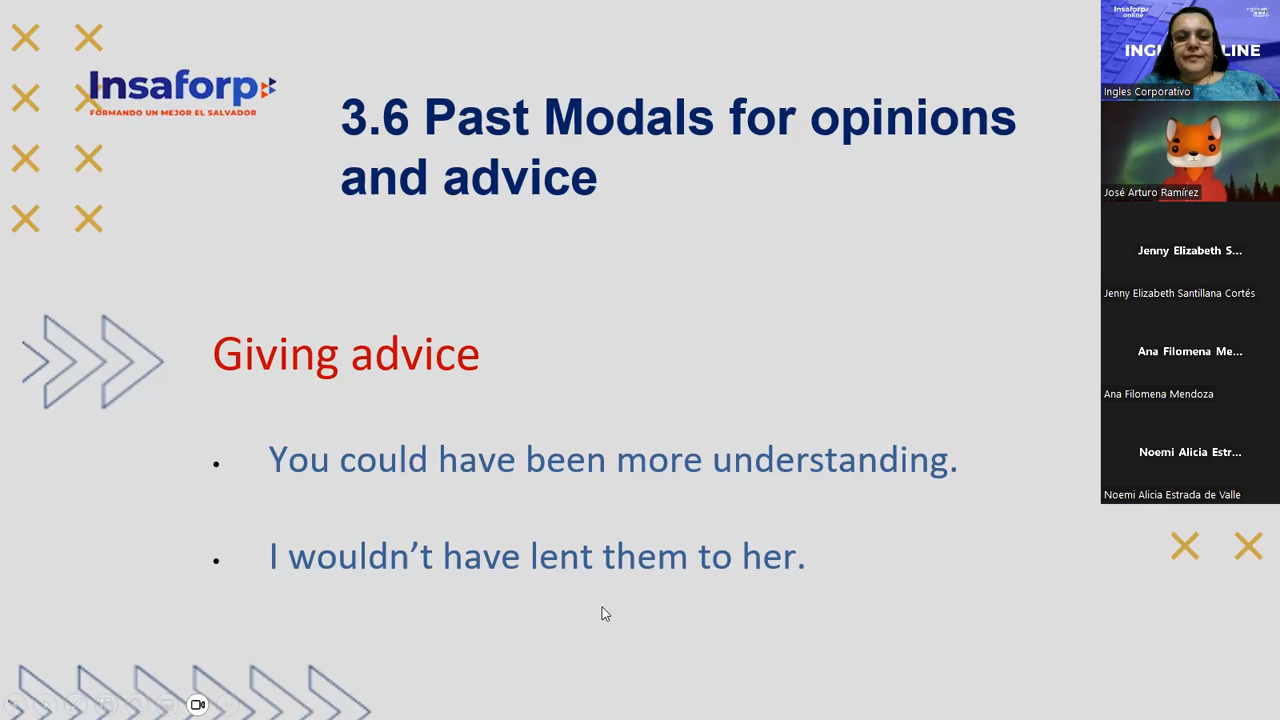 Insaforp
FORMANDO UN MEJOR EL SALVADOR
3.6 Past Modals for opinions
and advice
Giving advice
• You could have been more understanding.
• I wouldn’t have lent them to her.
Insaforp
online
Ingles Corporativo
José Arturo Ramírez
Jenny Elizabeth S...
Jenny Elizabeth Santillana Cortés
Ana Filomena Me...
Ana Filomena Mendoza
Noemi Alicia Estr...
Noemi Alicia Estrada de Valle